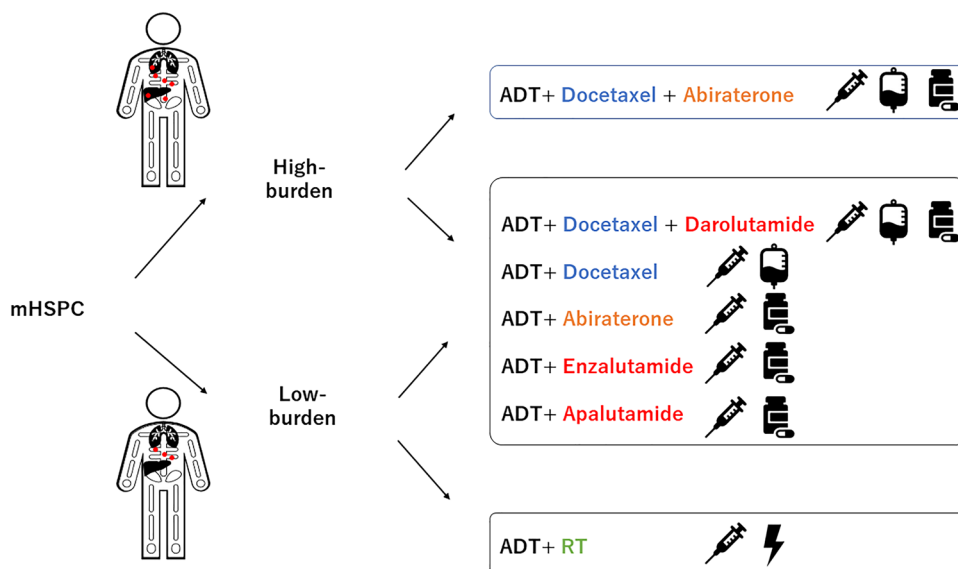 mHSPC
High-
burden
Low-
burden
ADT+ Docetaxel + Abiraterone
ADT+ Docetaxel + Darolutamide
ADT+ Docetaxel
ADT+ Abiraterone
ADT+ Enzalutamide
ADT+ Apalutamide
ADT+ RT